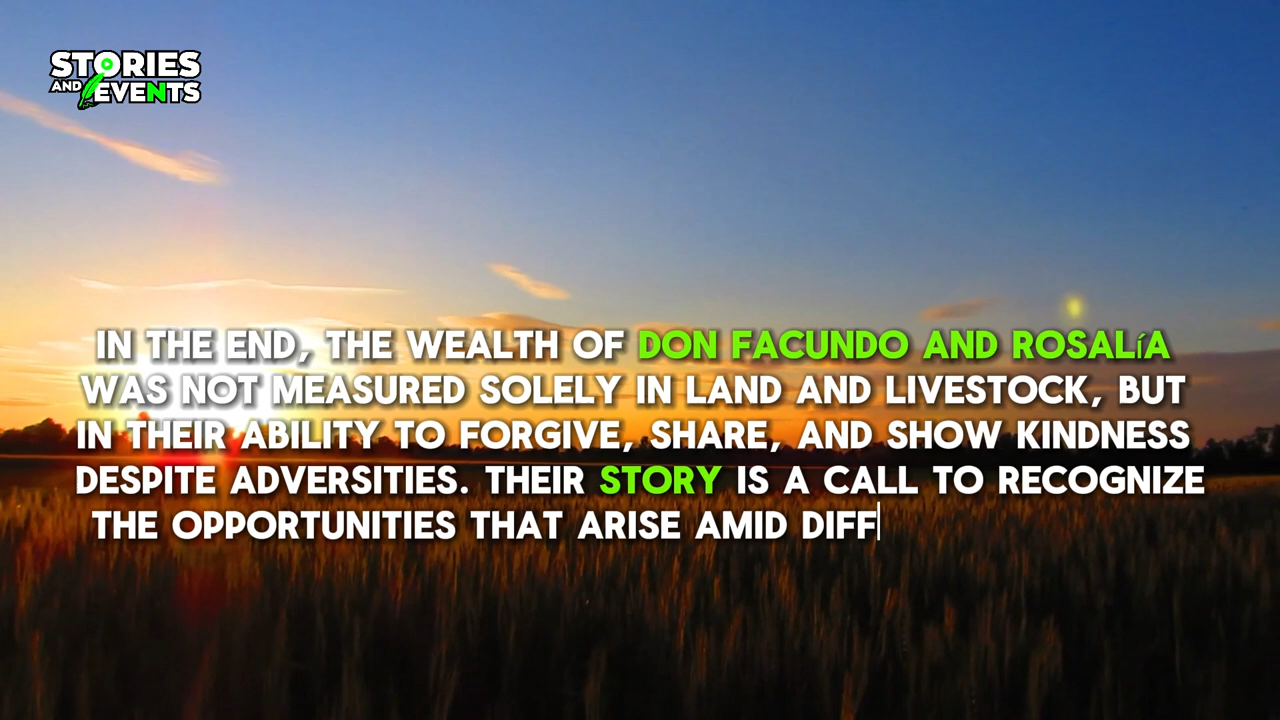 STORIES
AND EVENTS
IN THE END, THE WEALTH OF DON FACUNDO AND ROSALíA
WAS NOT MEASURED SOLELY IN LAND AND LIVESTOCK, BUT
IN THEIR ABILITY TO FORGIVE, SHARE, AND SHOW KINDNESS
DESPITE ADVERSITIES. THEIR STORY IS A CALL TO RECOGNIZE
THE OPPORTUNITIES THAT ARISE AMID DIFF